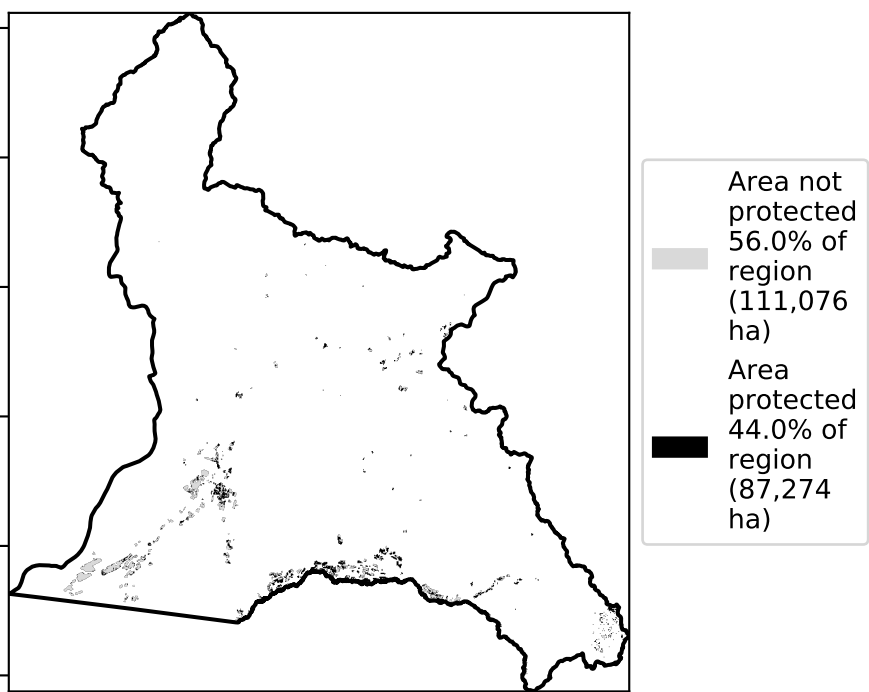 Area not
protected
56.0% of
region
(111,076
ha)
Area
protected
44.0% of
region
(87,274
ha)